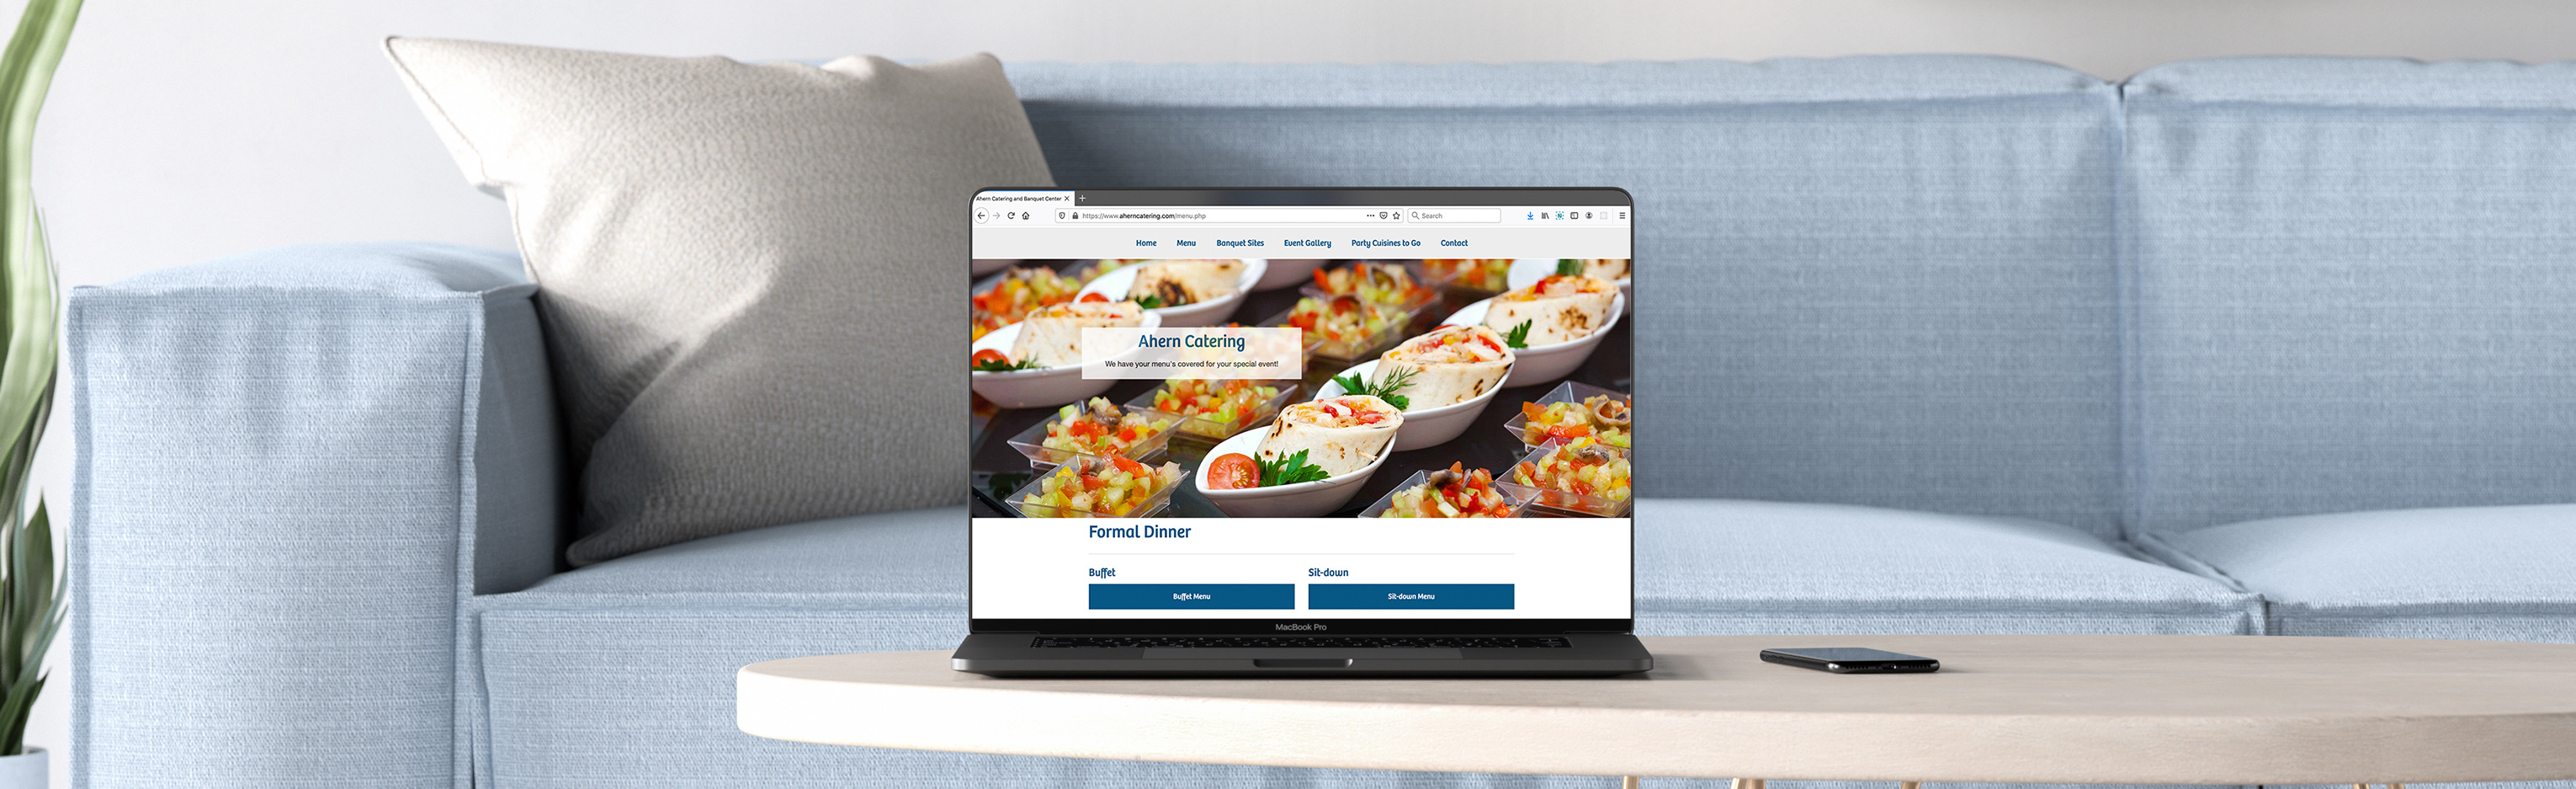 Ahern Catering and Banquet Center
https://www.aherncatering.com/menu.php
Search
Home Menu Banquet Sites Event Gallery Party Cuisines to Go Contact
Ahern Catering
We have your menu's covered for your special event!
Formal Dinner
Buffet Sit-down
Buffet Menu Sit-down Menu
MacBook Pro